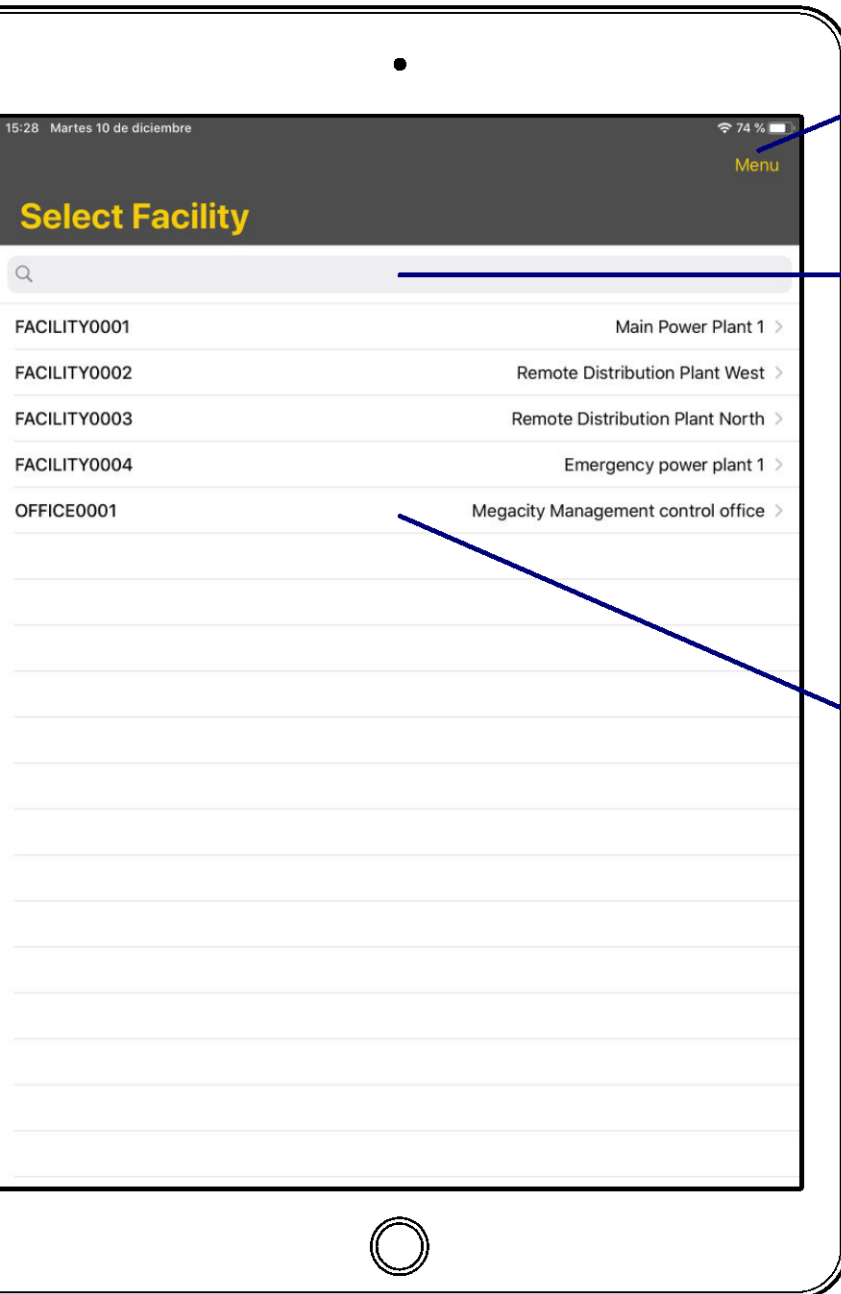 15:28 Martes 10 de diciembre 74 %
Menu
Select Facility
FACILITY0001 Main Power Plant 1
FACILITY0002 Remote Distribution Plant West
FACILITY0003 Remote Distribution Plant North
FACILITY0004 Emergency power plant 1
OFFICE0001 Megacity Management control office